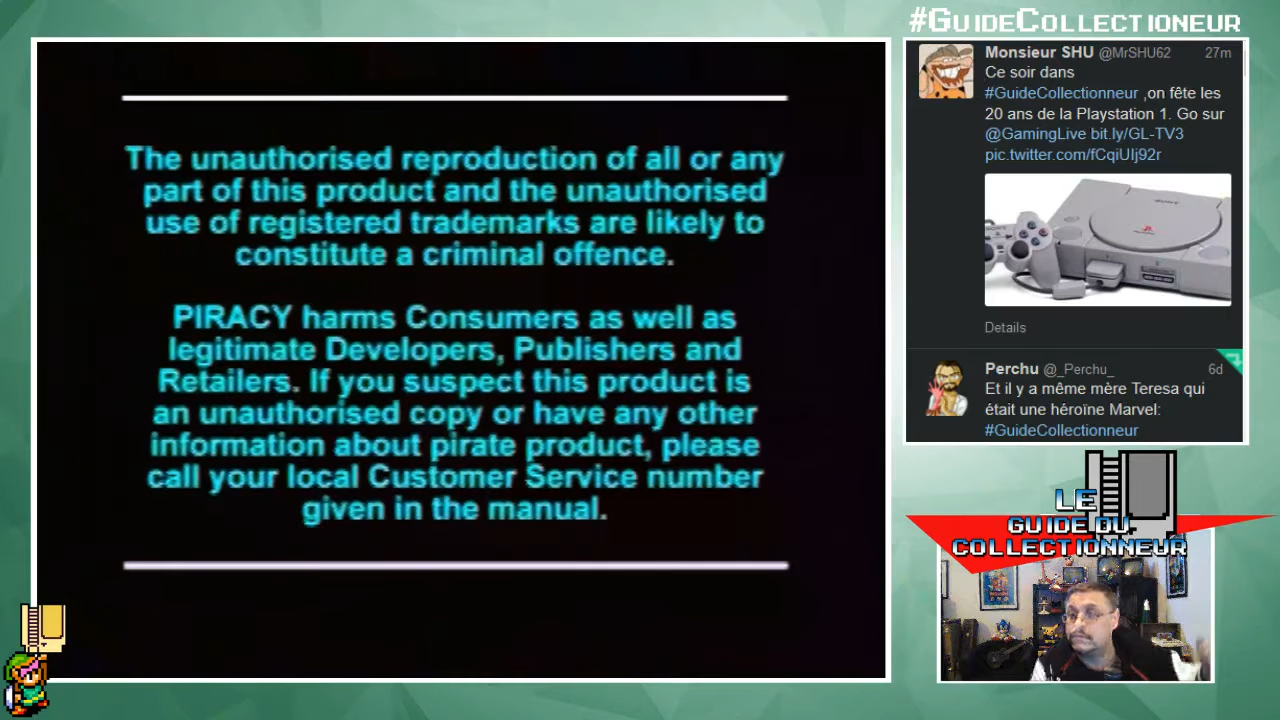 #GUIDECOLLECTIONEUR
The unauthorised reproduction of all or any
part of this product and the unauthorised
use of registered trademarks are likely to
constitute a criminal offence.
PIRACY harms Consumers as well as
legitimate Developers, Publishers and
Retailers. If you suspect this product is
an unauthorised copy or have any other
information about pirate product, please
call your local Customer Service number
given in the manual.
Monsieur SHU @MrSHU62 27m
Ce soir dans
#GuideCollectionneur ,on fête les
20 ans de la Playstation 1. Go sur
@GamingLive bit.ly/GL-TV3
pic.twitter.com/fCqiUIj92r
SONY
Details
Perchu @_Perchu_ 6d
Et il y a même mère Teresa qui
était une héroïne Marvel:
#GuideCollectionneur
LE
GUIDE DU
COLLECTIONNEUR